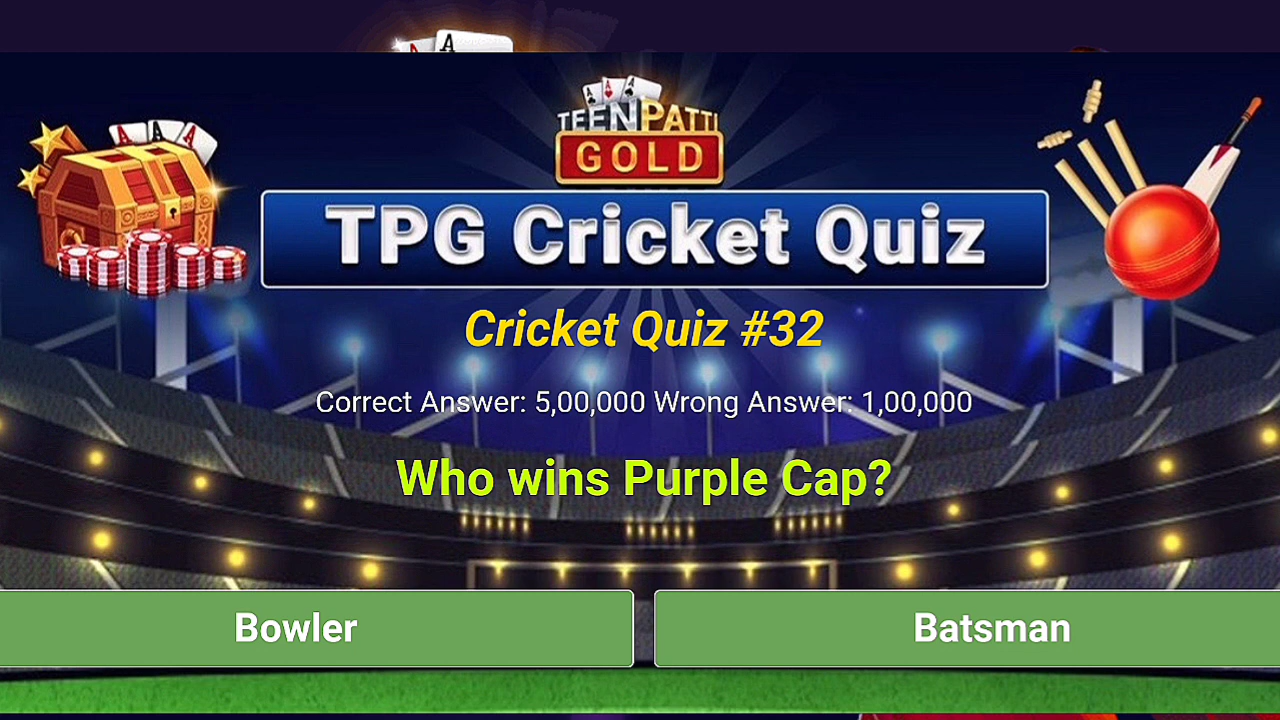 A
TEENPATTI
GOLD
TPG Cricket Quiz
Cricket Quiz #32
Correct Answer: 5,00,000 Wrong Answer: 1,00,000
Who wins Purple Cap?
Bowler
Batsman